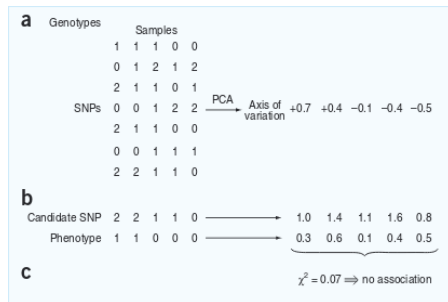 a Genotypes
Samples
1 1 1 0 0
0 1 2 1 2
2 1 1 0 1
SNPs 0 0 1 2 2 PCA Axis of variation +0.7 +0.4 −0.1 −0.4 −0.5
2 1 1 0 0
0 0 1 1 1
2 2 1 1 0
b
Candidate SNP 2 2 1 1 0 1.0 1.4 1.1 1.6 0.8
Phenotype 1 1 0 0 0 0.3 0.6 0.1 0.4 0.5
c
χ² = 0.07 ⟹ no association